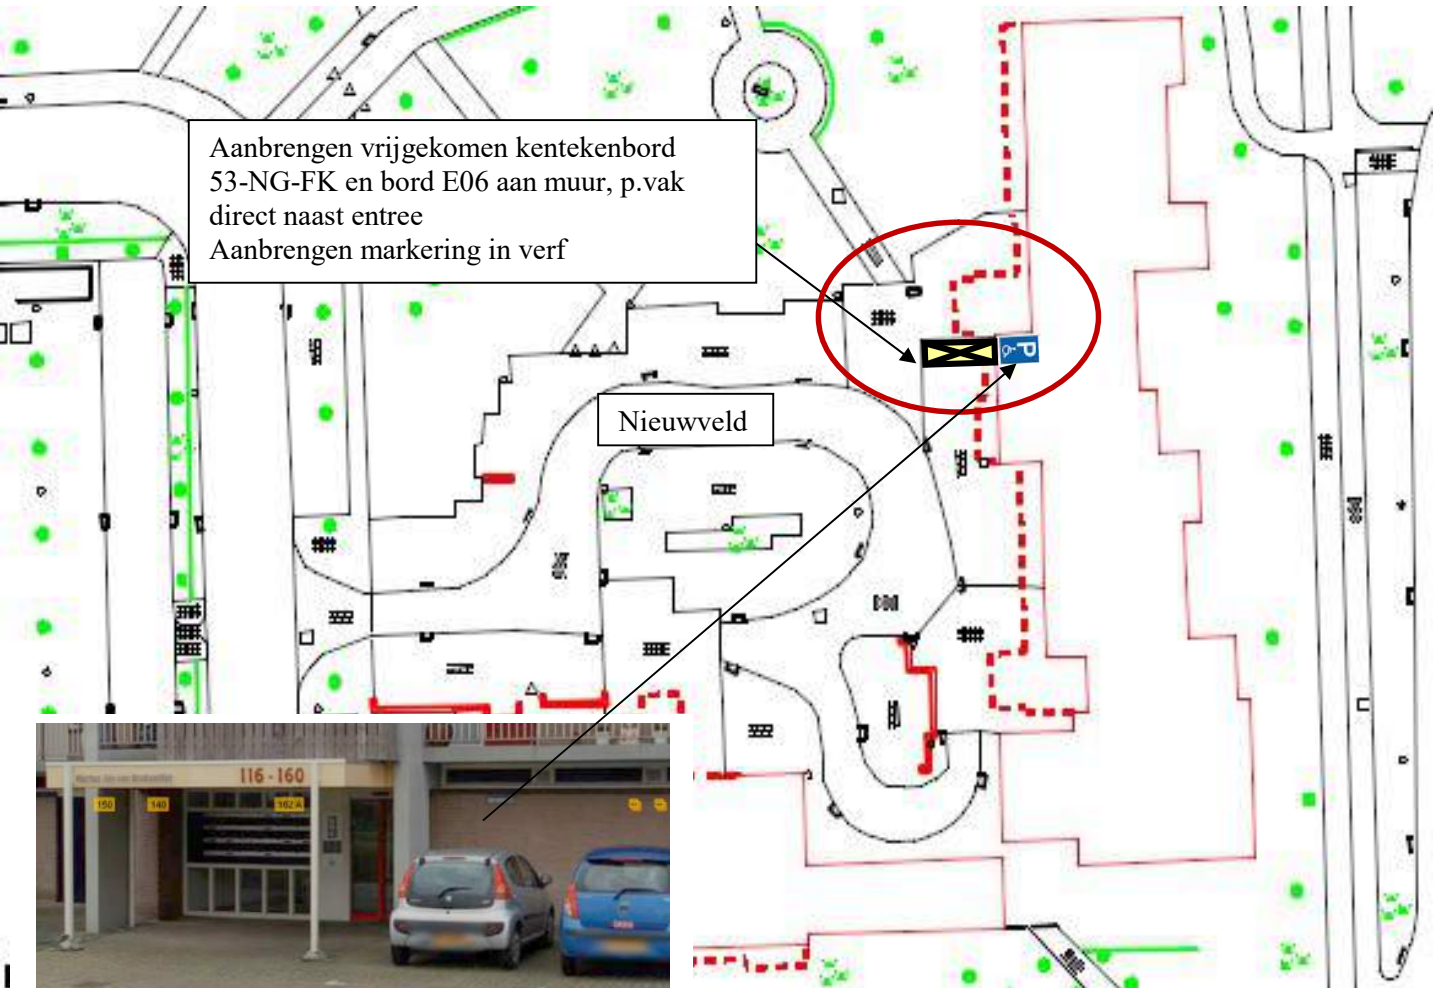 Aanbrengen vrijgekomen kentekenbord
53-NG-FK en bord E06 aan muur, p.vak
direct naast entree
Aanbrengen markering in verf
P
Nieuwveld
116 - 160
150
140
162 A